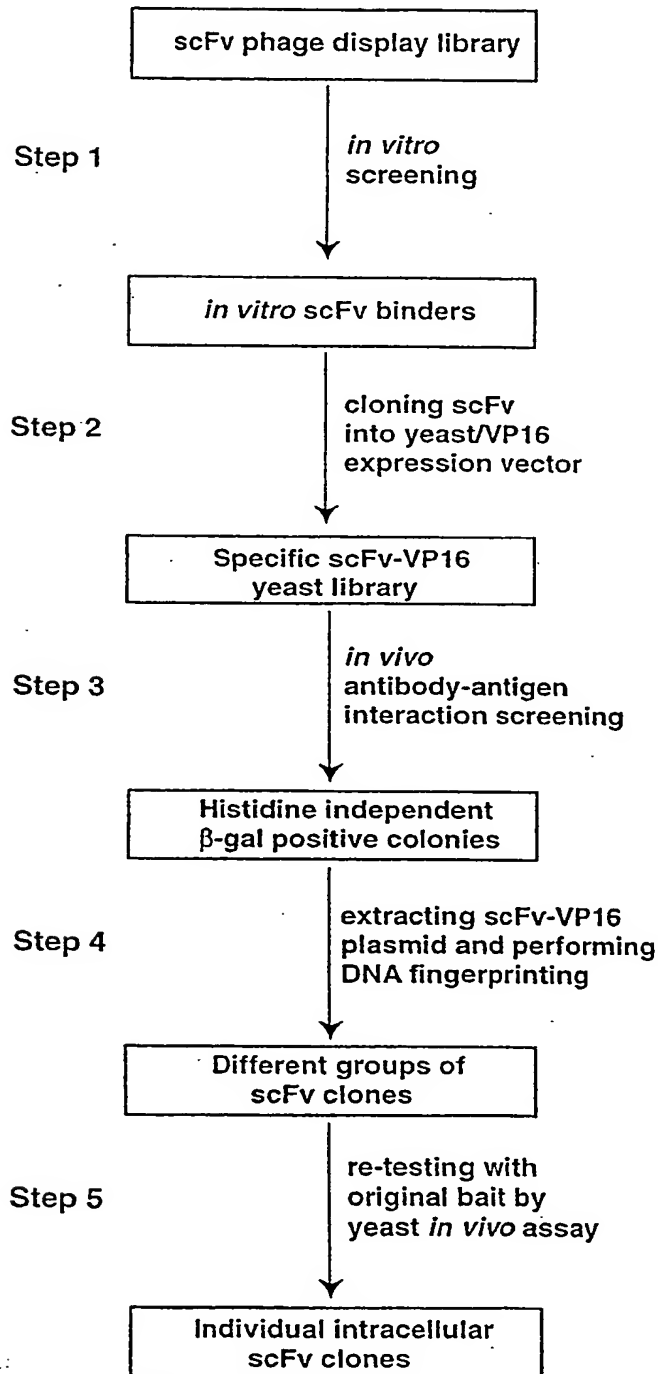 scFv phage display library
Step 1
in vitro
screening
in vitro scFv binders
Step 2
cloning scFv
into yeast/VP16
expression vector
Specific scFv-VP16
yeast library
Step 3
in vivo
antibody-antigen
interaction screening
Histidine independent
β-gal positive colonies
Step 4
extracting scFv-VP16
plasmid and performing
DNA fingerprinting
Different groups of
scFv clones
Step 5
re-testing with
original bait by
yeast in vivo assay
Individual intracellular
scFv clones